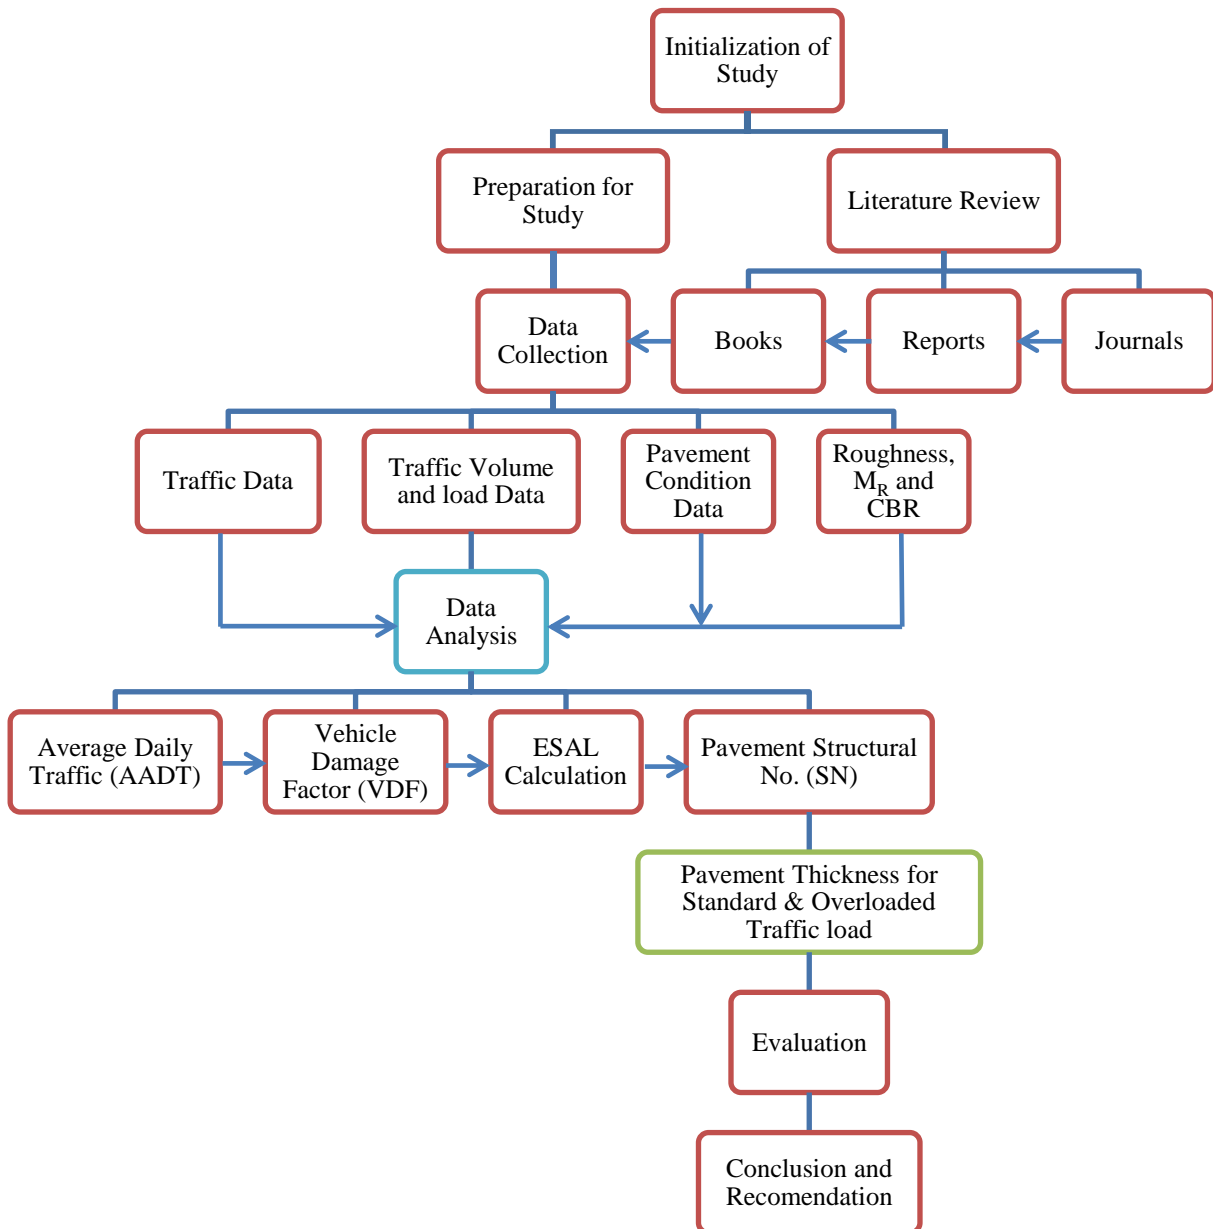 Initialization of
Study
Preparation for
Study
Literature Review
Data
Collection
Books
Reports
Journals
Traffic Data
Traffic Volume
and load Data
Pavement
Condition
Data
Roughness,
M_R and
CBR
Data
Analysis
Average Daily
Traffic (AADT)
Vehicle
Damage
Factor (VDF)
ESAL
Calculation
Pavement Structural
No. (SN)
Pavement Thickness for
Standard & Overloaded
Traffic load
Evaluation
Conclusion and
Recomendation